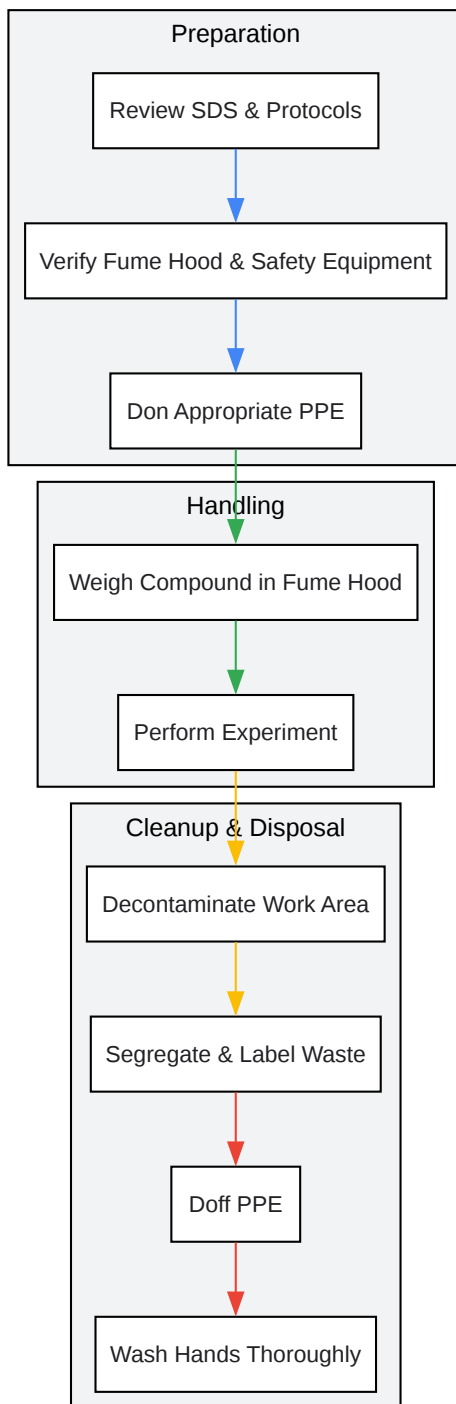 Preparation
Review SDS & Protocols
Verify Fume Hood & Safety Equipment
Don Appropriate PPE
Handling
Weigh Compound in Fume Hood
Perform Experiment
Cleanup & Disposal
Decontaminate Work Area
Segregate & Label Waste
Doff PPE
Wash Hands Thoroughly